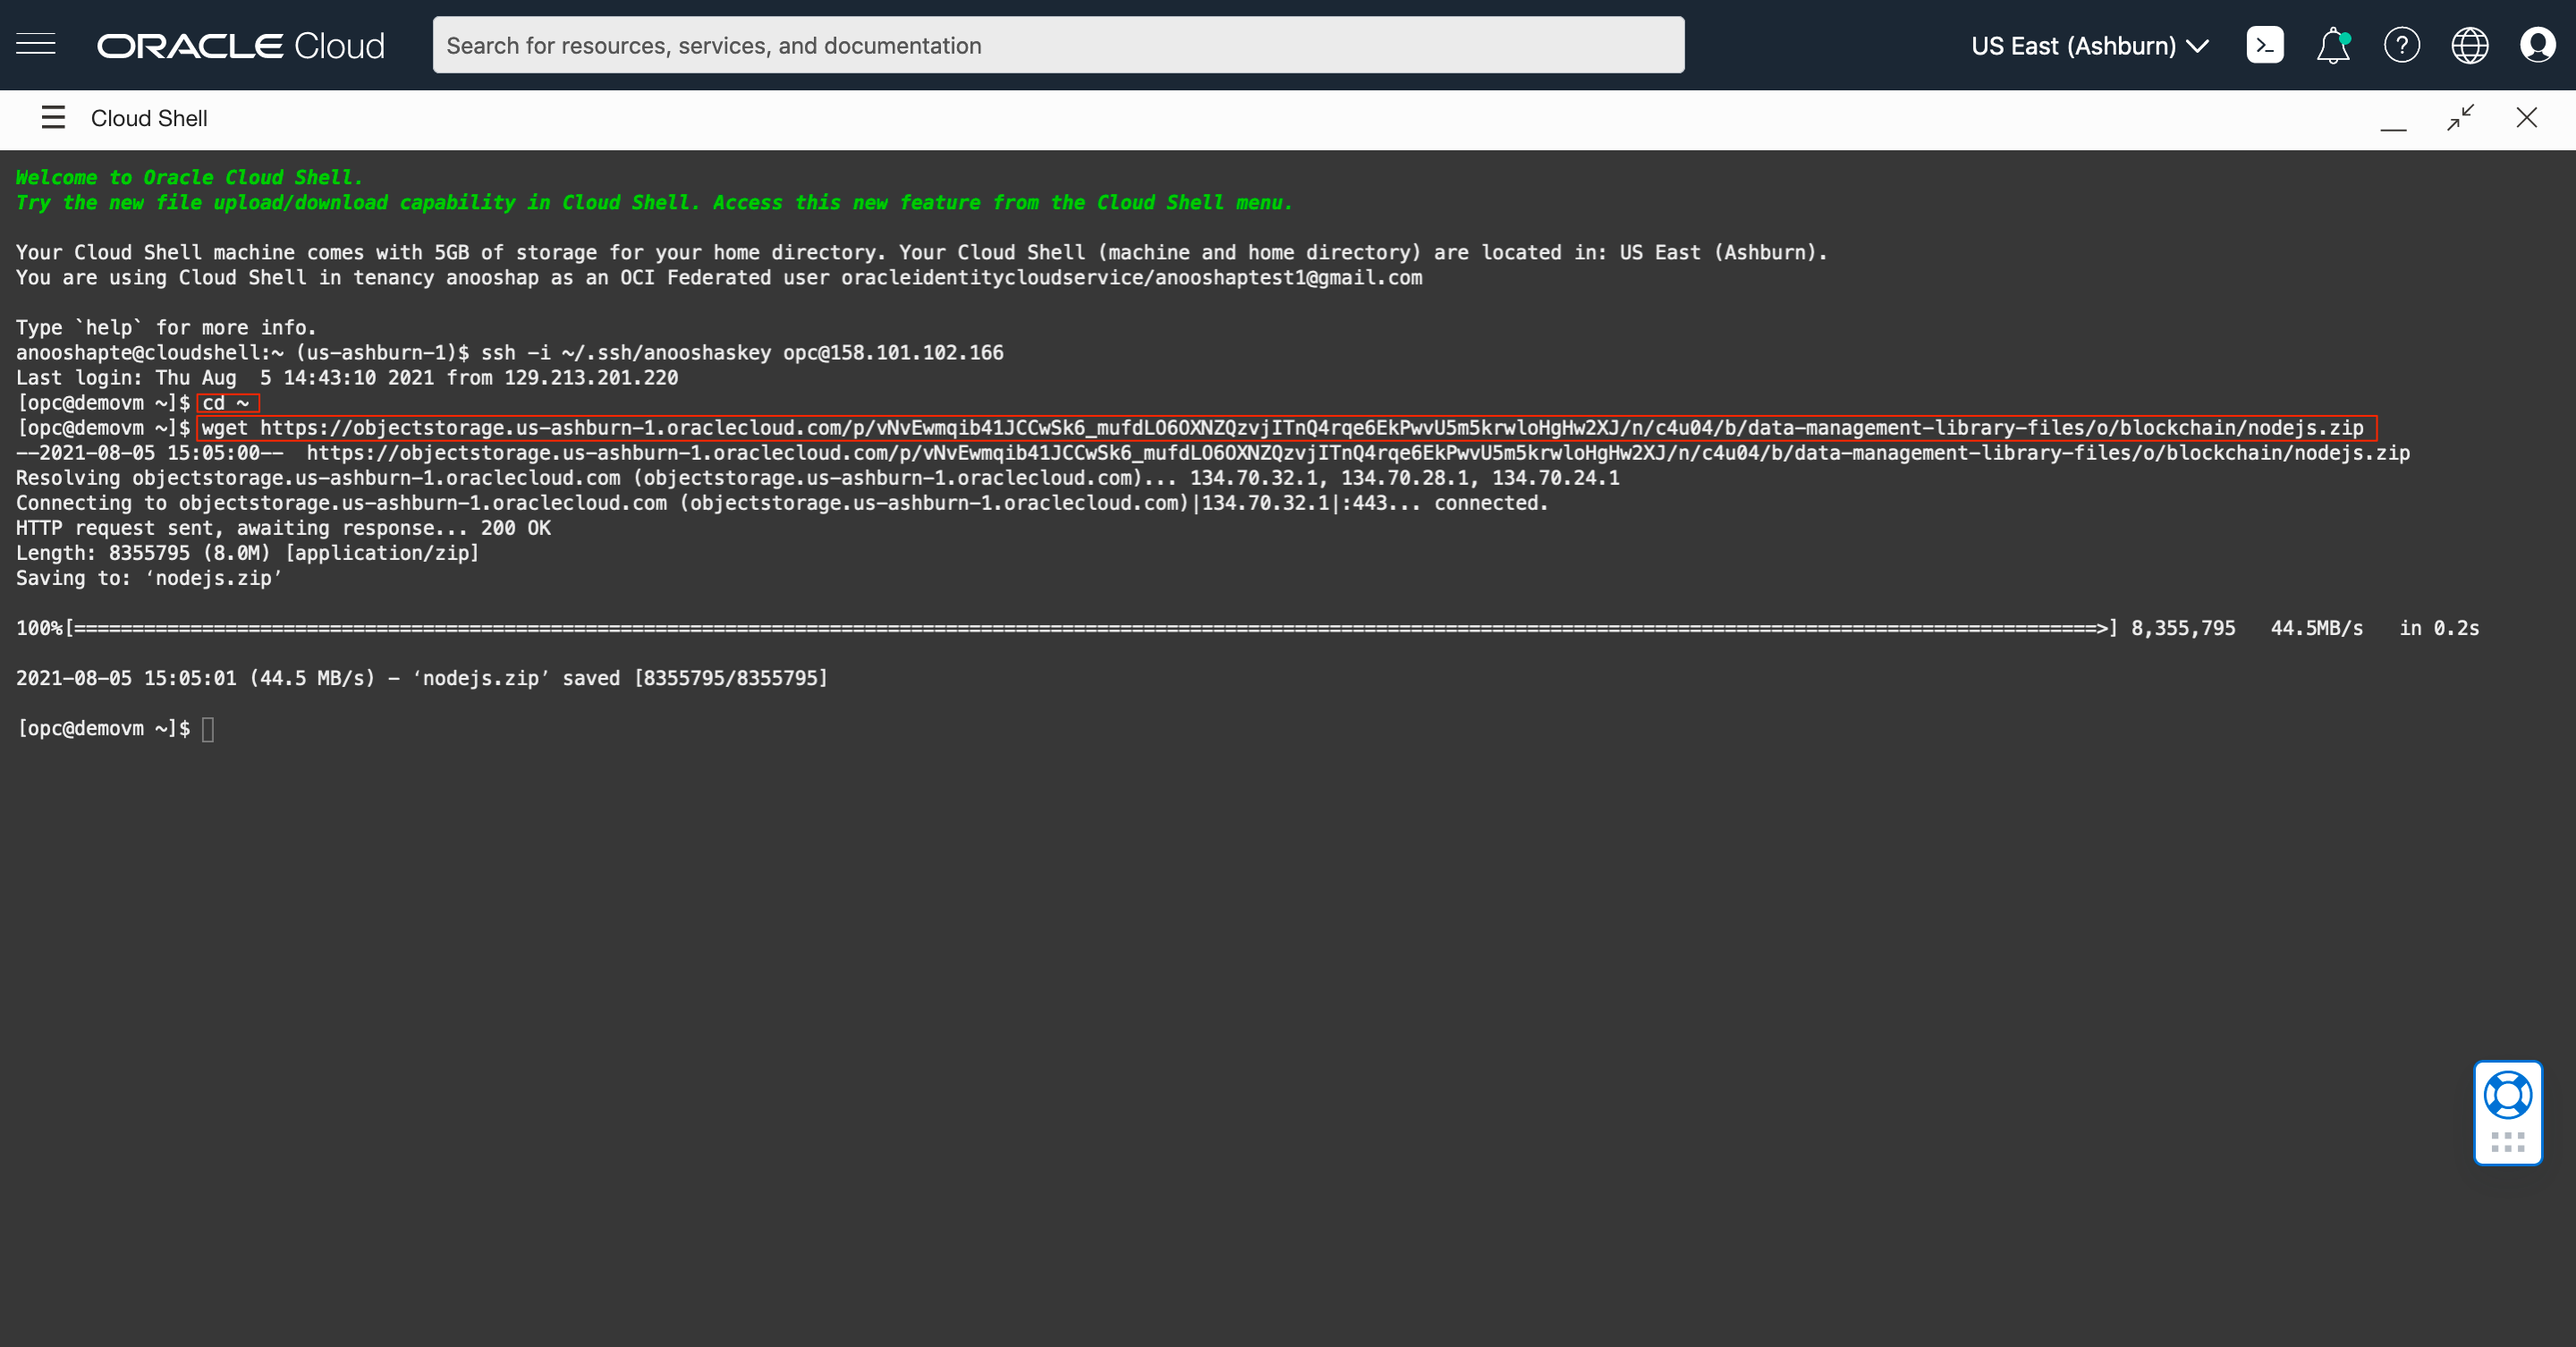 ORACLE Cloud
Search for resources, services, and documentation
US East (Ashburn)
Cloud Shell
Welcome to Oracle Cloud Shell.
Try the new file upload/download capability in Cloud Shell. Access this new feature from the Cloud Shell menu.
Your Cloud Shell machine comes with 5GB of storage for your home directory. Your Cloud Shell (machine and home directory) are located in: US East (Ashburn).
You are using Cloud Shell in tenancy anooshap as an OCI Federated user oracleidentitycloudservice/anooshaptest1@gmail.com
Type `help` for more info.
anooshapte@cloudshell:~ (us-ashburn-1)$ ssh -i ~/.ssh/anooshaskey opc@158.101.102.166
Last login: Thu Aug  5 14:43:10 2021 from 129.213.201.220
[opc@demovm ~]$ cd ~
[opc@demovm ~]$ wget https://objectstorage.us-ashburn-1.oraclecloud.com/p/vNvEwmqib41JCCwSk6_mufdLO6OXNZQzvjITnQ4rqe6EkPwvU5m5krwloHgHw2XJ/n/c4u04/b/data-management-library-files/o/blockchain/nodejs.zip
--2021-08-05 15:05:00--  https://objectstorage.us-ashburn-1.oraclecloud.com/p/vNvEwmqib41JCCwSk6_mufdLO6OXNZQzvjITnQ4rqe6EkPwvU5m5krwloHgHw2XJ/n/c4u04/b/data-management-library-files/o/blockchain/nodejs.zip
Resolving objectstorage.us-ashburn-1.oraclecloud.com (objectstorage.us-ashburn-1.oraclecloud.com)... 134.70.32.1, 134.70.28.1, 134.70.24.1
Connecting to objectstorage.us-ashburn-1.oraclecloud.com (objectstorage.us-ashburn-1.oraclecloud.com)|134.70.32.1|:443... connected.
HTTP request sent, awaiting response... 200 OK
Length: 8355795 (8.0M) [application/zip]
Saving to: ‘nodejs.zip’
100%[==============================================================================>] 8,355,795   44.5MB/s   in 0.2s
2021-08-05 15:05:01 (44.5 MB/s) - ‘nodejs.zip’ saved [8355795/8355795]
[opc@demovm ~]$